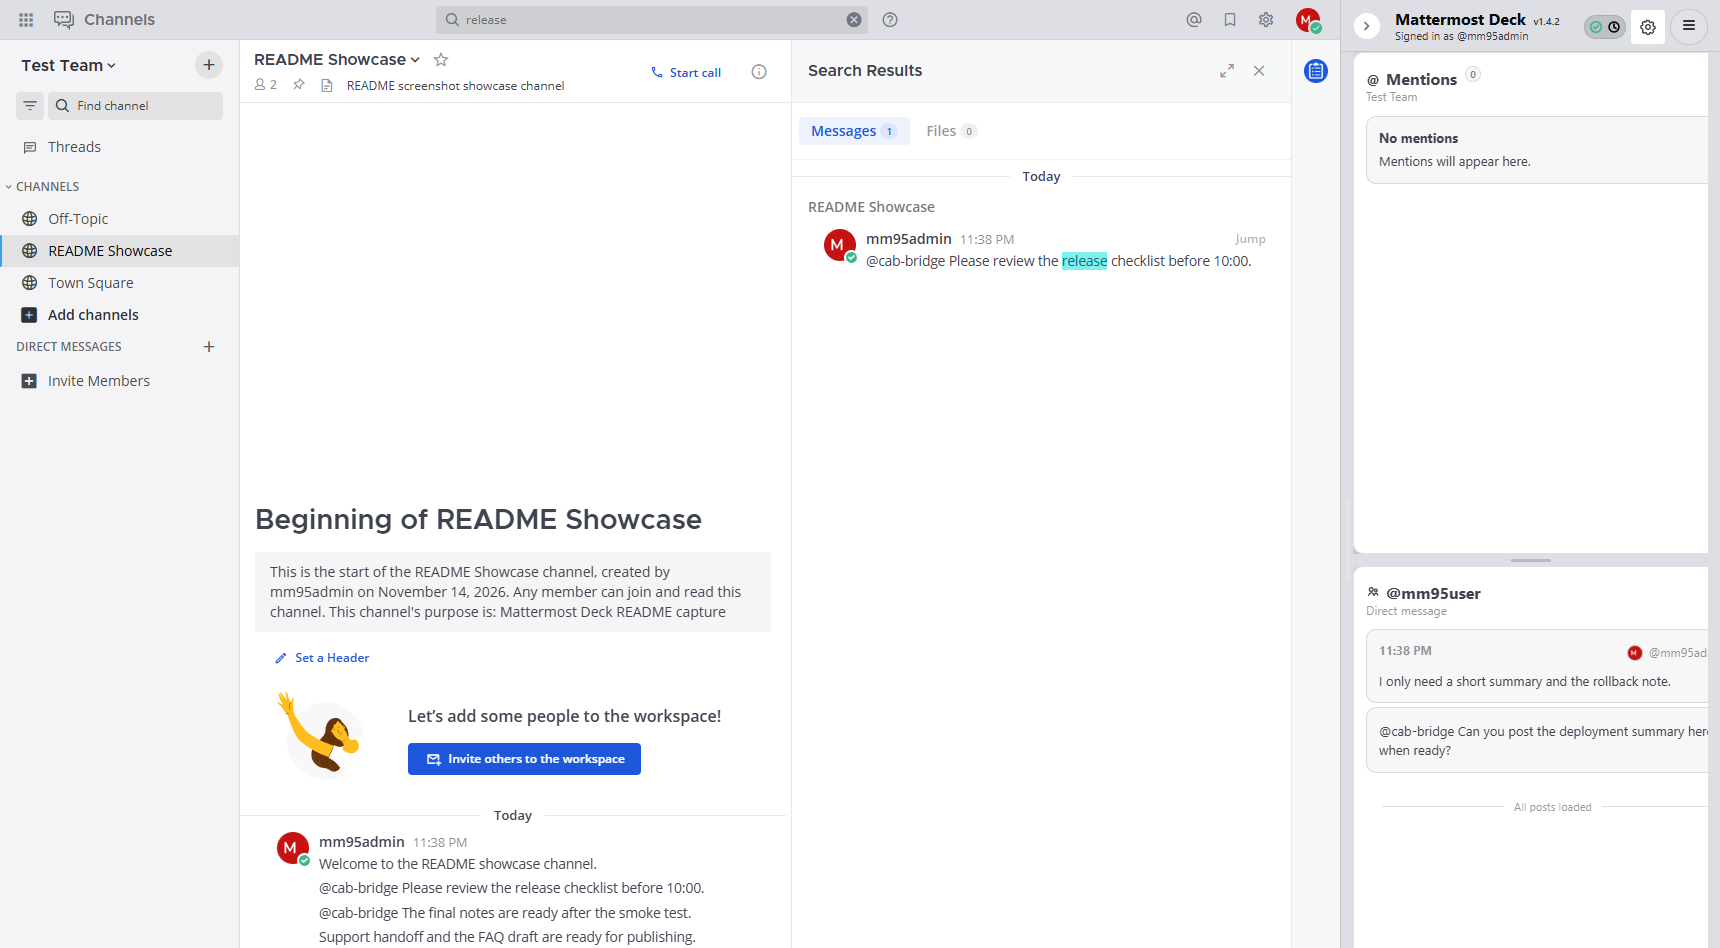 Channels
release
Mattermost Deck v1.4.2
Signed in as @mm95admin
Test Team
Find channel
Threads
CHANNELS
Off-Topic
README Showcase
Town Square
Add channels
DIRECT MESSAGES
Invite Members
README Showcase
2
README screenshot showcase channel
Start call
Beginning of README Showcase
This is the start of the README Showcase channel, created by
mm95admin on November 14, 2026. Any member can join and read this
channel. This channel's purpose is: Mattermost Deck README capture
Set a Header
Let's add some people to the workspace!
Invite others to the workspace
Today
M
mm95admin 11:38 PM
Welcome to the README showcase channel.
@cab-bridge Please review the release checklist before 10:00.
@cab-bridge The final notes are ready after the smoke test.
Support handoff and the FAQ draft are ready for publishing.
Search Results
Messages 1
Files 0
Today
README Showcase
M
mm95admin 11:38 PM
Jump
@cab-bridge Please review the release checklist before 10:00.
M
@ Mentions 0
Test Team
No mentions
Mentions will appear here.
@mm95user
Direct message
11:38 PM
M
@mm95ad
I only need a short summary and the rollback note.
@cab-bridge Can you post the deployment summary her
when ready?
All posts loaded